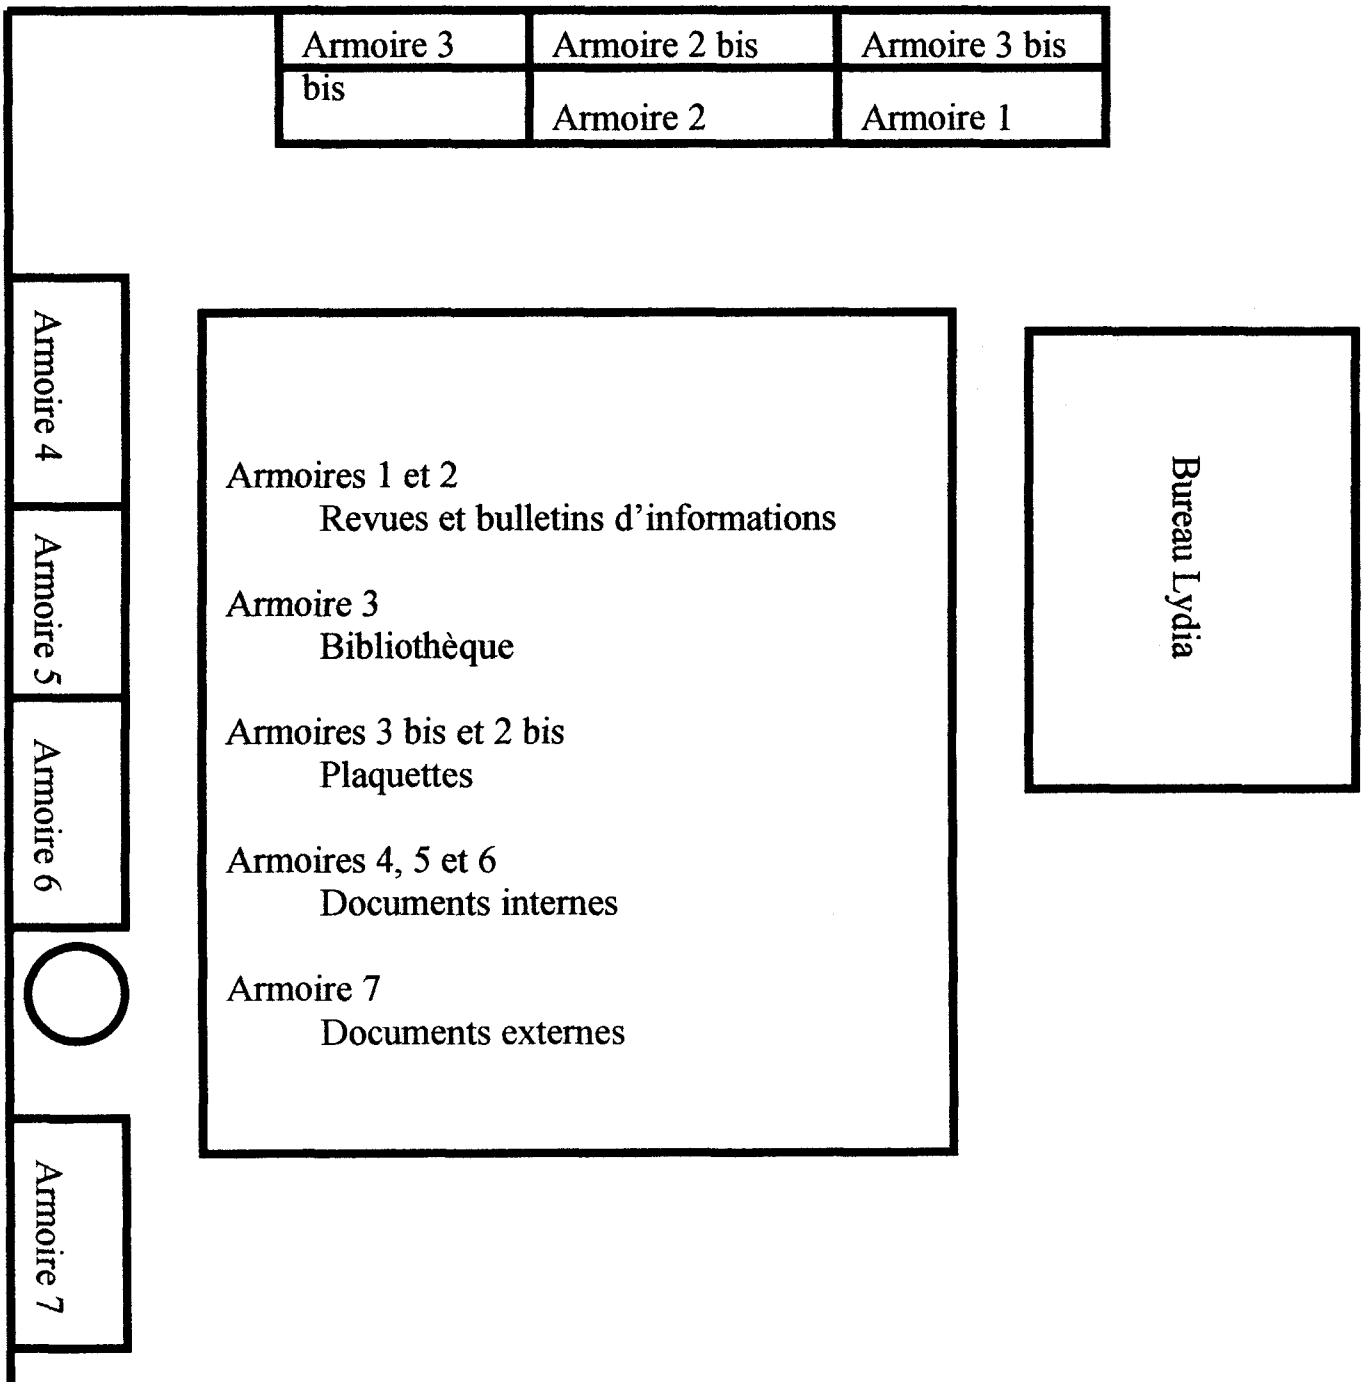 Armoire 3
bis
Armoire 2 bis
Armoire 3 bis
Armoire 2
Armoire 1
Armoire 4
Armoire 5
Armoire 6
Armoire 7
Armoires 1 et 2
Revues et bulletins d'informations
Armoire 3
Bibliothèque
Armoires 3 bis et 2 bis
Plaquettes
Armoires 4, 5 et 6
Documents internes
Armoire 7
Documents externes
Bureau Lydia